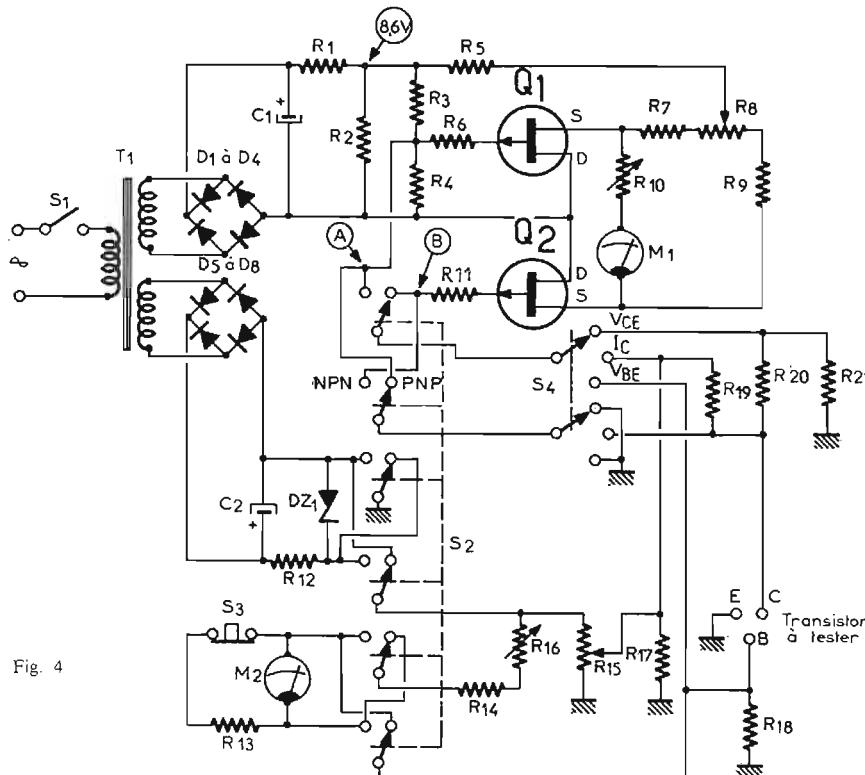 8,6V
R1
R5
Q1
C1
R3
R6
S
R7
R8
R2
D
T1
D1 à D4
R4
R10
R9
S1
D5 à D8
A
B
Q2
M1
R11
D
S
VCE
IC
NPN
PNP
S4
VBE
R19
R20
R2
C2
DZ1
S2
R12
E
C
Transistor
à tester
B
S3
R16
R15
R17
Fig. 4
M2
R14
R18
R13